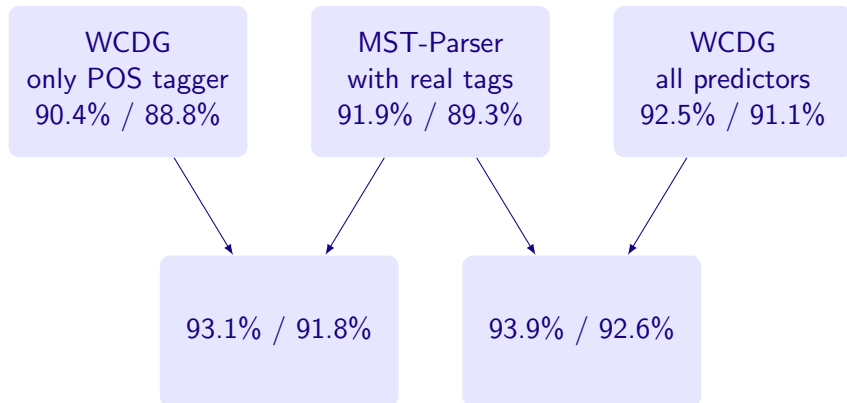 WCDG
only POS tagger
90.4% / 88.8%
MST-Parser
with real tags
91.9% / 89.3%
WCDG
all predictors
92.5% / 91.1%
93.1% / 91.8%
93.9% / 92.6%